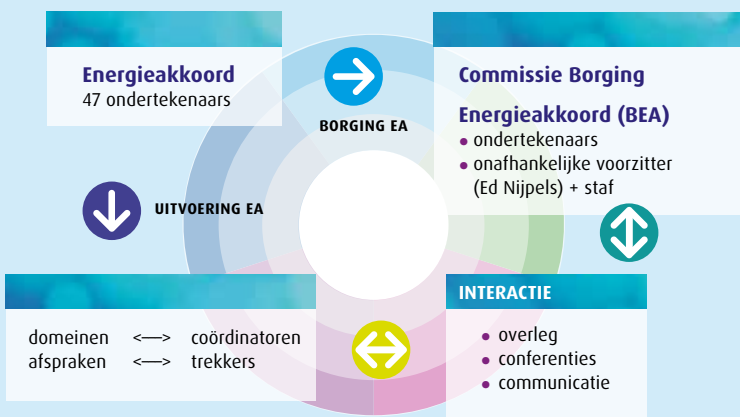 Energieakkoord
47 ondertekenaars
BORGING EA
Commissie Borging
Energieakkoord (BEA)
• ondertekenaars
• onafhankelijke voorzitter
(Ed Nijpels) + staf
UITVOERING EA
domeinen <—> coördinatoren
afspraken <—> trekkers
INTERACTIE
• overleg
• conferenties
• communicatie